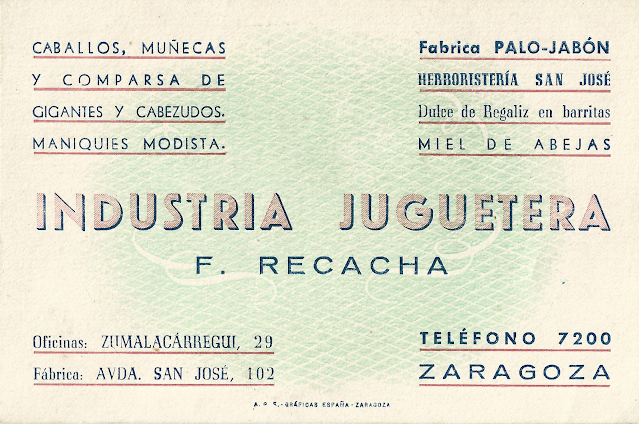 CABALLOS, MUÑECAS
Y COMPARSA DE
GIGANTES Y CABEZUDOS.
MANIQUIES MODISTA.
Fabrica PALO-JABÓN
HERBORISTERÍA SAN JOSÉ
Dulce de Regaliz en barritas
MIEL DE ABEJAS
INDUSTRIA JUGUETERA
F. RECACHA
Oficinas: ZUMALACÁRREGUI, 29
Fábrica: AVDA. SAN JOSÉ, 102
TELÉFONO 7200
ZARAGOZA
GRÁFICAS ESPAÑA - ZARAGOZA